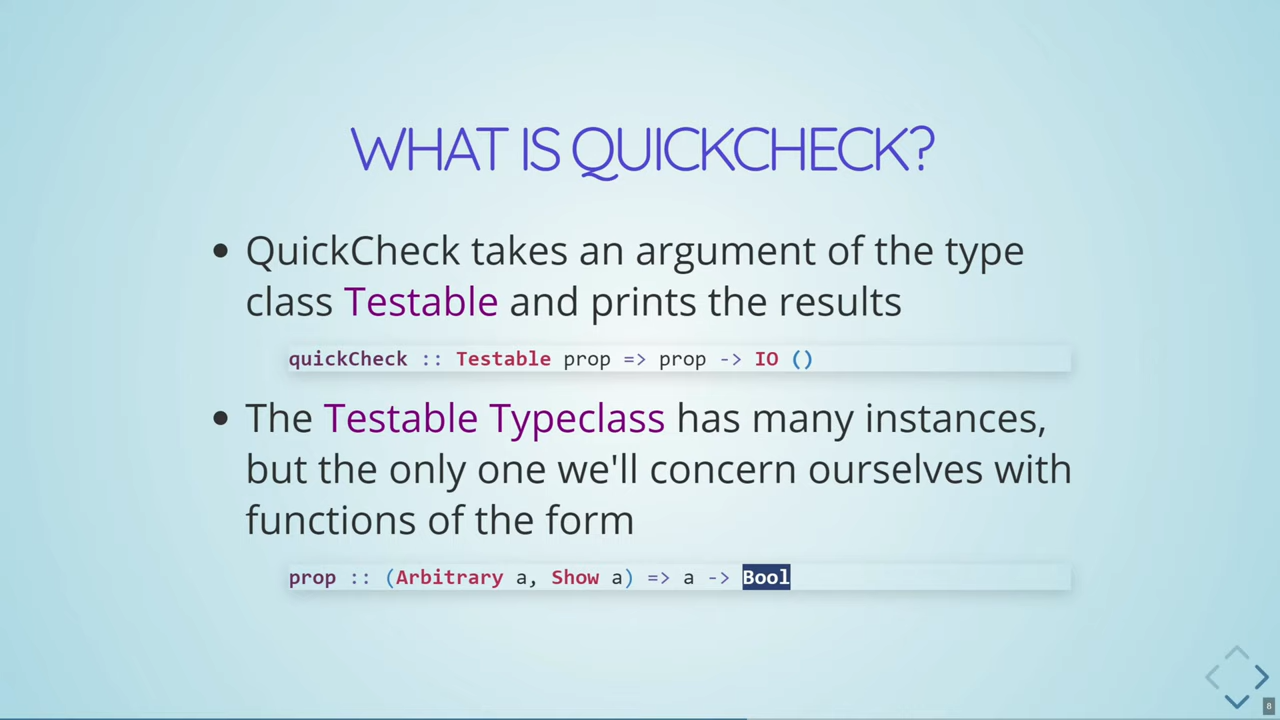 WHAT IS QUICKCHECK?
• QuickCheck takes an argument of the type
class Testable and prints the results
quickCheck :: Testable prop => prop -> IO ()
• The Testable Typeclass has many instances,
but the only one we'll concern ourselves with
functions of the form
prop :: (Arbitrary a, Show a) => a -> Bool
8